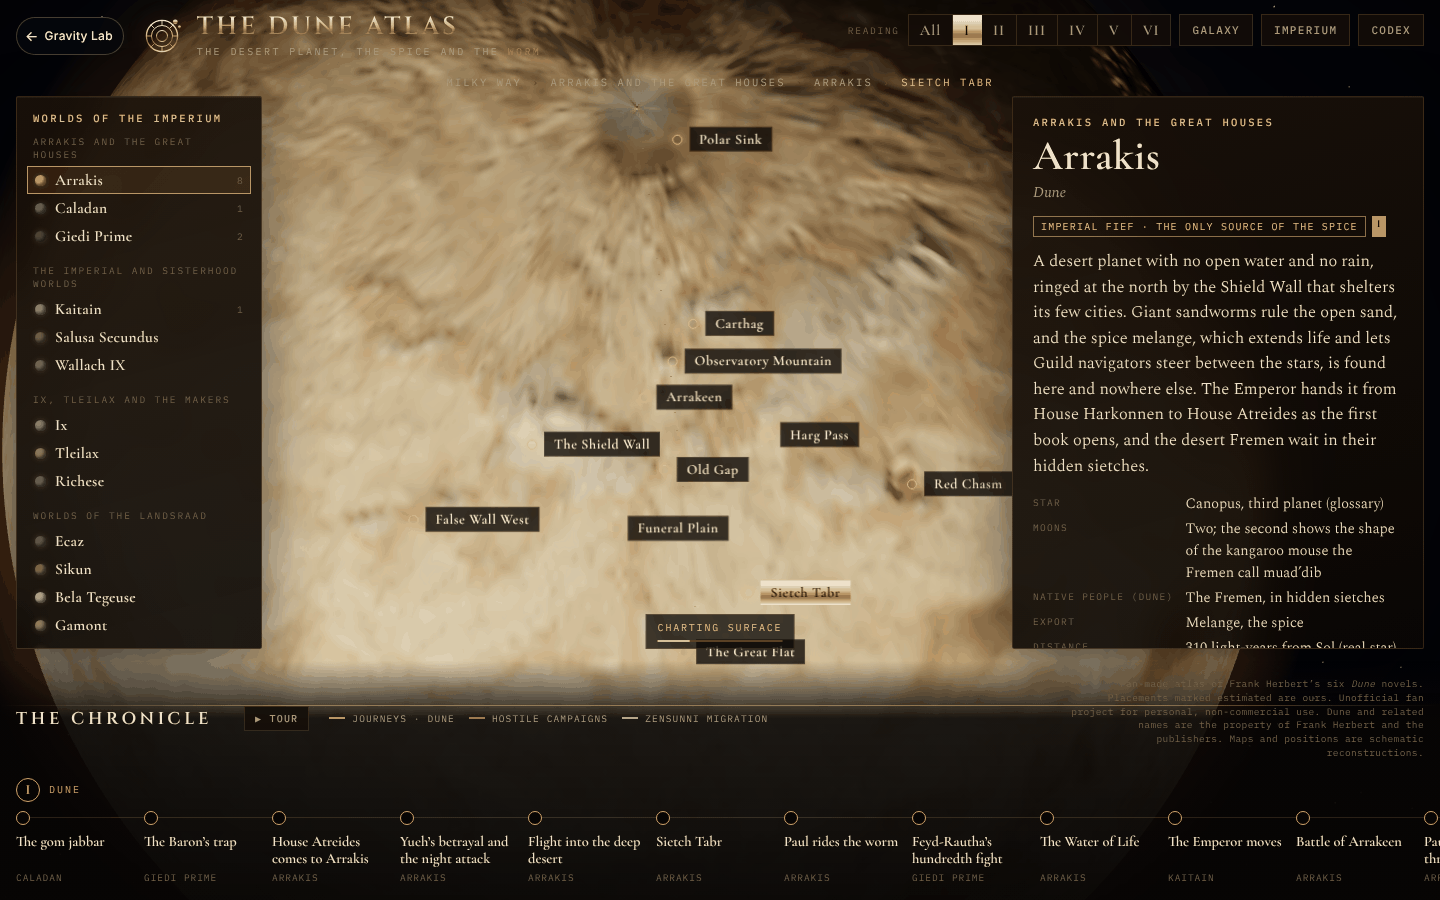 ← Gravity Lab
THE DUNE ATLAS
THE DESERT PLANET, THE SPICE AND THE WORM
READING
All I II III IV V VI
GALAXY
IMPERIUM
CODEX
MILKY WAY · ARRAKIS AND THE GREAT HOUSES · ARRAKIS · SIETCH TABR
WORLDS OF THE IMPERIUM
ARRAKIS AND THE GREAT
HOUSES
Arrakis 8
Caladan 1
Giedi Prime 2
THE IMPERIAL AND SISTERHOOD
WORLDS
Kaitain 1
Salusa Secundus
Wallach IX
IX, TLEILAX AND THE MAKERS
Ix
Tleilax
Richese
WORLDS OF THE LANDSRAAD
Ecaz
Sikun
Bela Tegeuse
Gamont
Polar Sink
Carthag
Observatory Mountain
Arrakeen
Harg Pass
The Shield Wall
Old Gap
Red Chasm
False Wall West
Funeral Plain
Sietch Tabr
CHARTING SURFACE
The Great Flat
ARRAKIS AND THE GREAT HOUSES
Arrakis
Dune
IMPERIAL FIEF · THE ONLY SOURCE OF THE SPICE I
A desert planet with no open water and no rain,
ringed at the north by the Shield Wall that shelters
its few cities. Giant sandworms rule the open sand,
and the spice melange, which extends life and lets
Guild navigators steer between the stars, is found
here and nowhere else. The Emperor hands it from
House Harkonnen to House Atreides as the first
book opens, and the desert Fremen wait in their
hidden sietches.
STAR Canopus, third planet (glossary)
MOONS Two; the second shows the shape
of the kangaroo mouse the
Fremen call muad'dib
NATIVE PEOPLE (DUNE) The Fremen, in hidden sietches
EXPORT Melange, the spice
DISTANCE 310 light-years from Sol (real star)
THE CHRONICLE
▶ TOUR
JOURNEYS · DUNE
HOSTILE CAMPAIGNS
ZENSUNNI MIGRATION
atlas of Frank Herbert's six Dune novels.
Placements marked estimated are ours. Unofficial fan
project for personal, non-commercial use. Dune and related
names are the property of Frank Herbert and the
publishers. Maps and positions are schematic
reconstructions.
I DUNE
The gom jabbar
CALADAN
The Baron's trap
GIEDI PRIME
House Atreides
comes to Arrakis
ARRAKIS
Yueh's betrayal and
the night attack
ARRAKIS
Flight into the deep
desert
ARRAKIS
Sietch Tabr
ARRAKIS
Paul rides the worm
ARRAKIS
Feyd-Rautha's
hundredth fight
GIEDI PRIME
The Water of Life
ARRAKIS
The Emperor moves
KAITAIN
Battle of Arrakeen
ARRAKIS